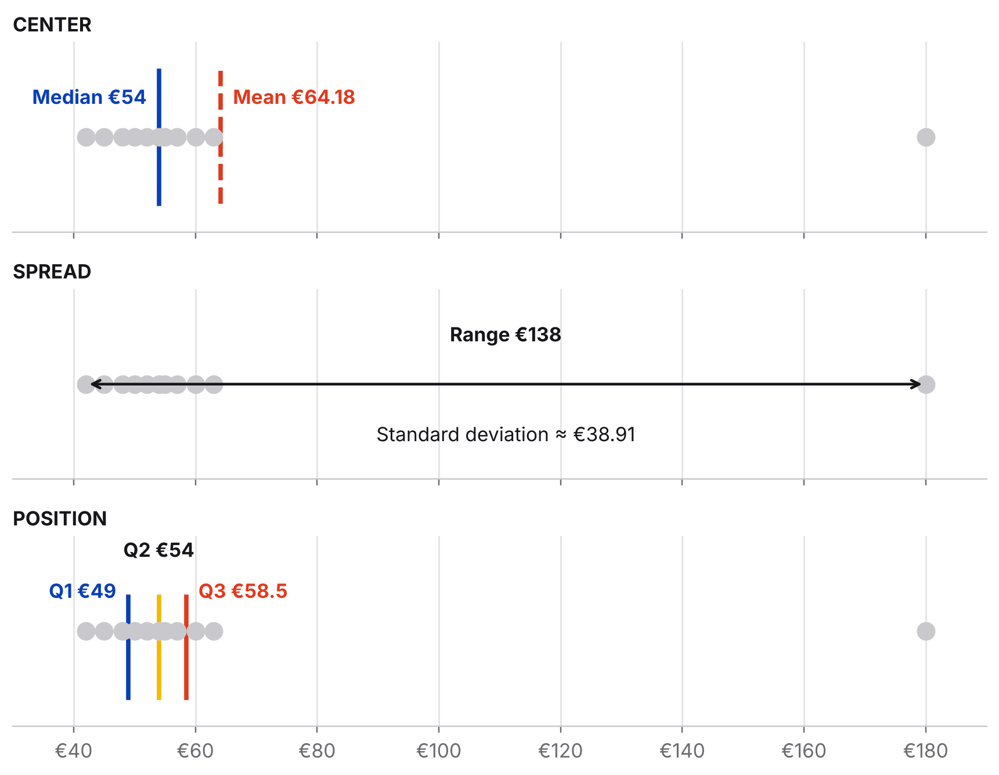 CENTER
Median €54
Mean €64.18
SPREAD
Range €138
Standard deviation ≈ €38.91
POSITION
Q2 €54
Q1 €49
Q3 €58.5
€40 €60 €80 €100 €120 €140 €160 €180